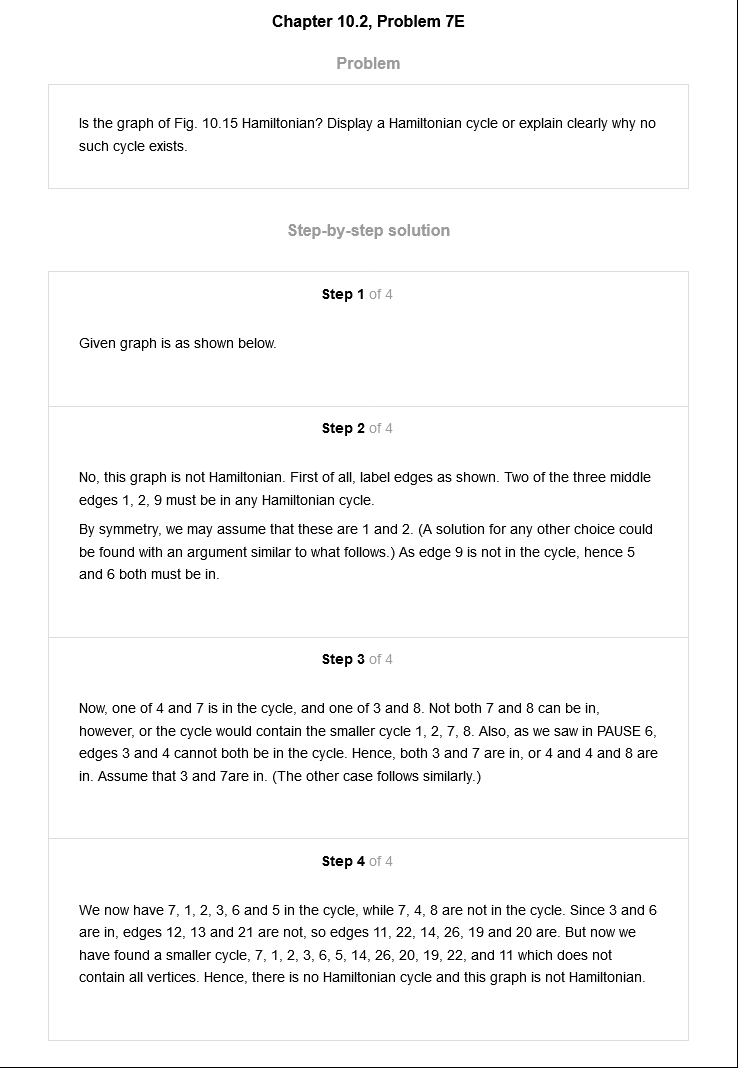 Chapter 10.2, Problem 7E
Problem
Is the graph of Fig. 10.15 Hamiltonian? Display a Hamiltonian cycle or explain clearly why no
such cycle exists.
Step-by-step solution
Step 1 of 4
Given graph is as shown below.
Step 2 of 4
No, this graph is not Hamiltonian. First of all, label edges as shown. Two of the three middle
edges 1, 2, 9 must be in any Hamiltonian cycle.
By symmetry, we may assume that these are 1 and 2. (A solution for any other choice could
be found with an argument similar to what follows.) As edge 9 is not in the cycle, hence 5
and 6 both must be in.
Step 3 of 4
Now, one of 4 and 7 is in the cycle, and one of 3 and 8. Not both 7 and 8 can be in,
however, or the cycle would contain the smaller cycle 1, 2, 7, 8. Also, as we saw in PAUSE 6,
edges 3 and 4 cannot both be in the cycle. Hence, both 3 and 7 are in, or 4 and 4 and 8 are
in. Assume that 3 and 7are in. (The other case follows similarly.)
Step 4 of 4
We now have 7, 1, 2, 3, 6 and 5 in the cycle, while 7, 4, 8 are not in the cycle. Since 3 and 6
are in, edges 12, 13 and 21 are not, so edges 11, 22, 14, 26, 19 and 20 are. But now we
have found a smaller cycle, 7, 1, 2, 3, 6, 5, 14, 26, 20, 19, 22, and 11 which does not
contain all vertices. Hence, there is no Hamiltonian cycle and this graph is not Hamiltonian.